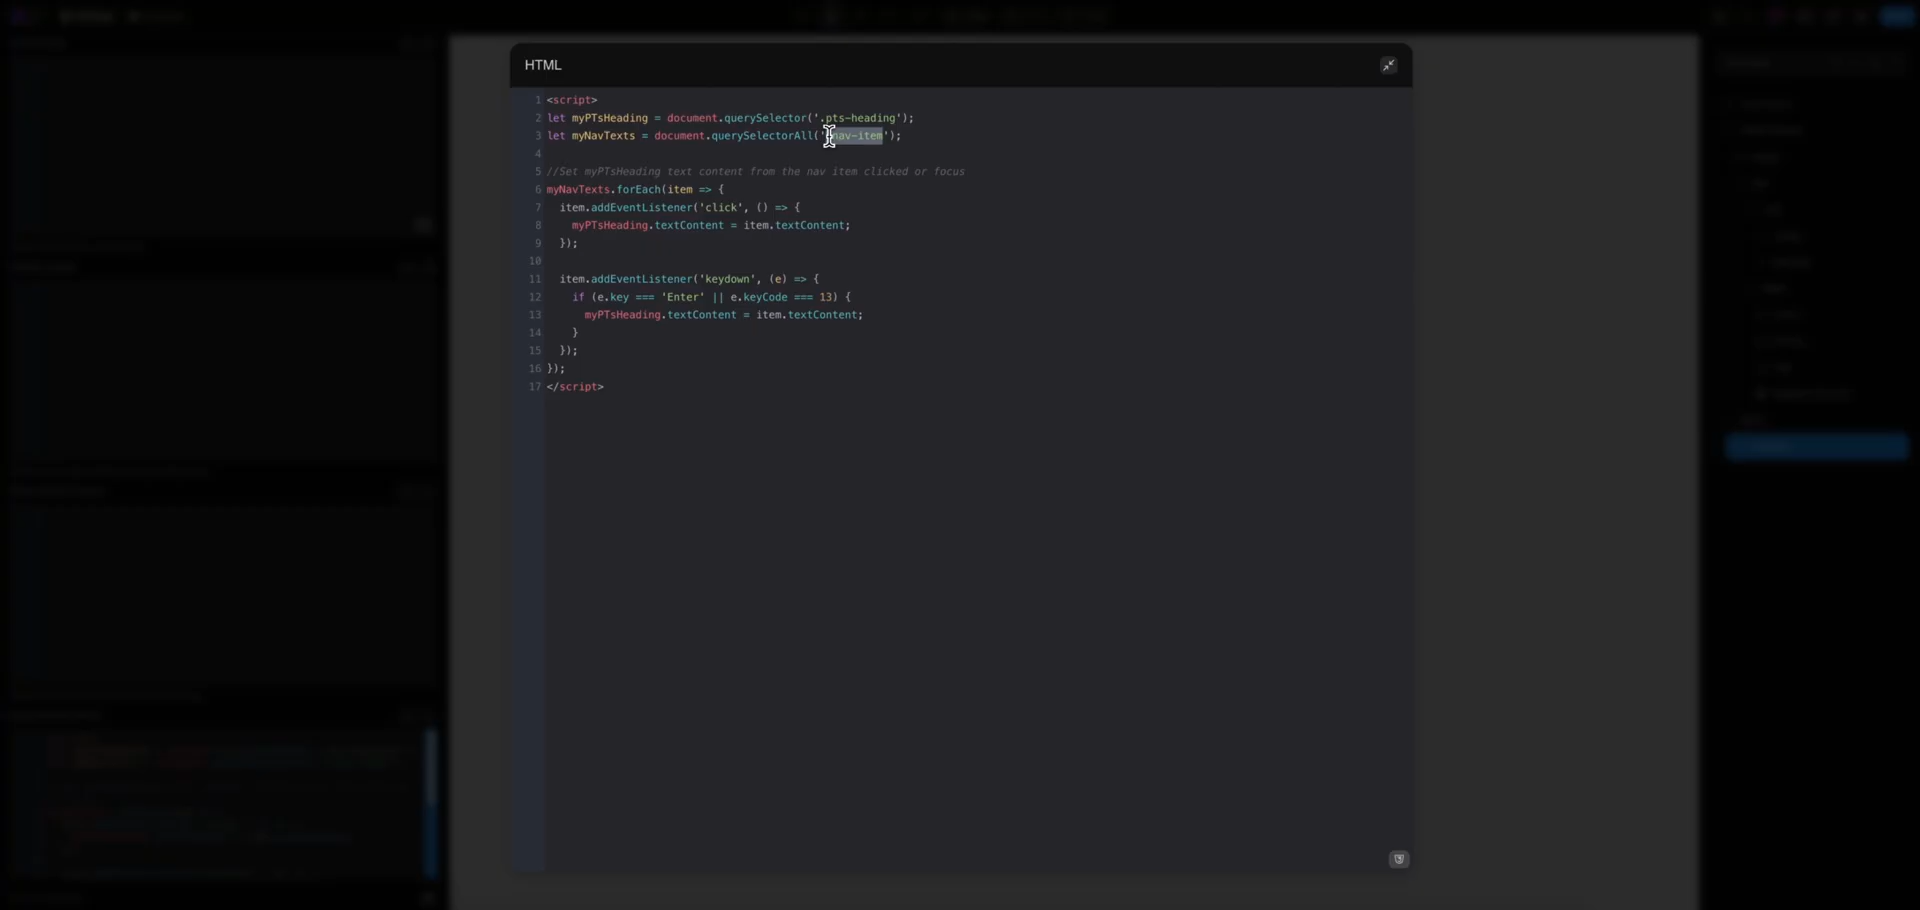 HTML
1 <script>
2 let myPTsHeading = document.querySelector('.pts-heading');
3 let myNavTexts = document.querySelectorAll('.nav-item');
4
5 //Set myPTsHeading text content from the nav item clicked or focus
6 myNavTexts.forEach(item => {
7   item.addEventListener('click', () => {
8     myPTsHeading.textContent = item.textContent;
9   });
10
11   item.addEventListener('keydown', (e) => {
12     if (e.key === 'Enter' || e.keyCode === 13) {
13       myPTsHeading.textContent = item.textContent;
14     }
15   });
16 });
17 </script>